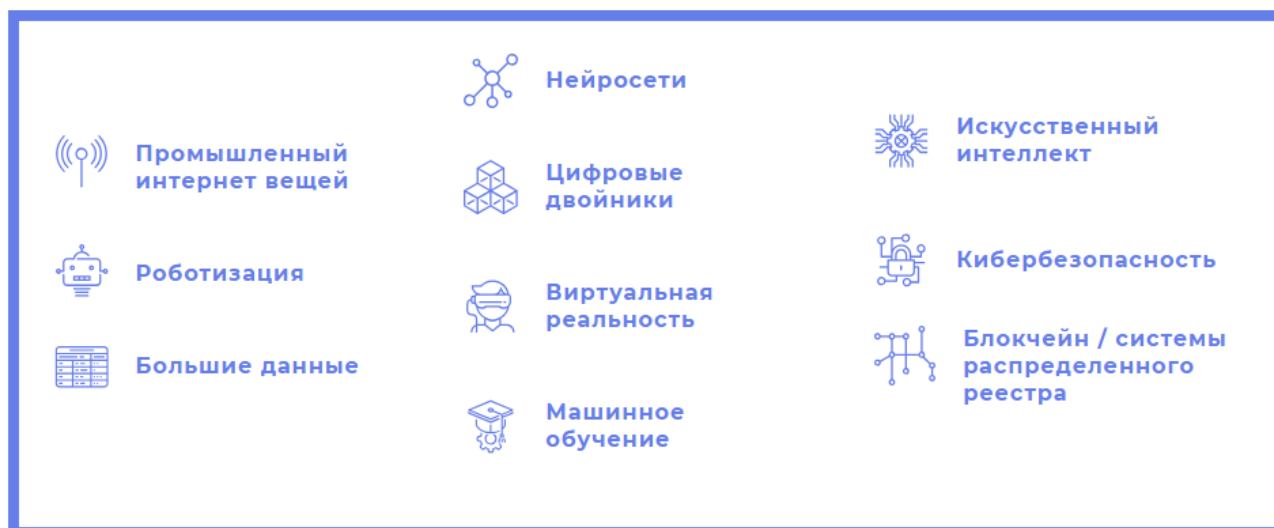 Промышленный
интернет вещей
Роботизация
Большие данные
Нейросети
Цифровые
двойники
Виртуальная
реальность
Машинное
обучение
Искусственный
интеллект
Кибербезопасность
Блокчейн / системы
распределенного
реестра